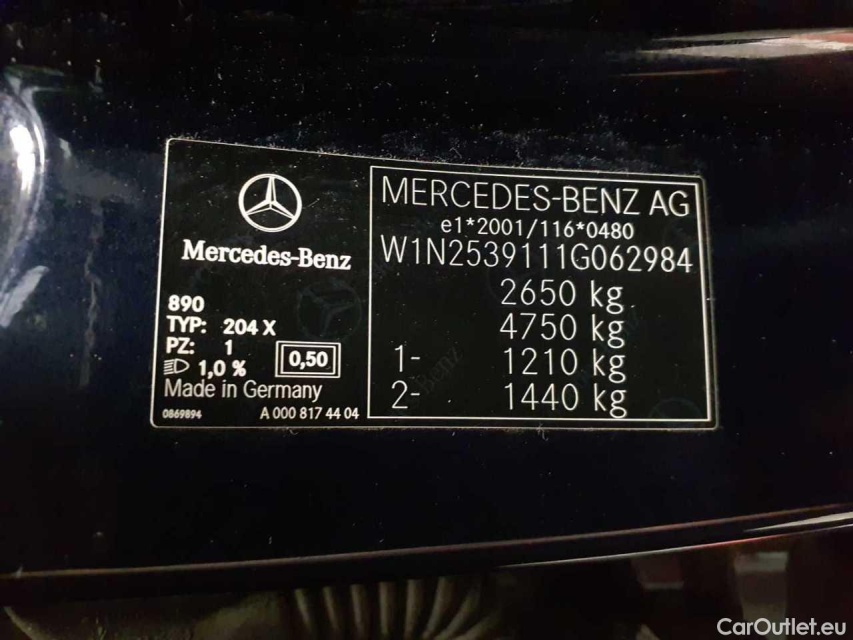 Mercedes-Benz
890
TYP: 204 X
PZ: 1
1,0 %
0,50
Made in Germany
0869894
A 000 817 44 04
MERCEDES-BENZ AG
e1*2001/116*0480
W1N2539111G062984
2650 kg
4750 kg
1- 1210 kg
2- 1440 kg
CarOutlet.eu